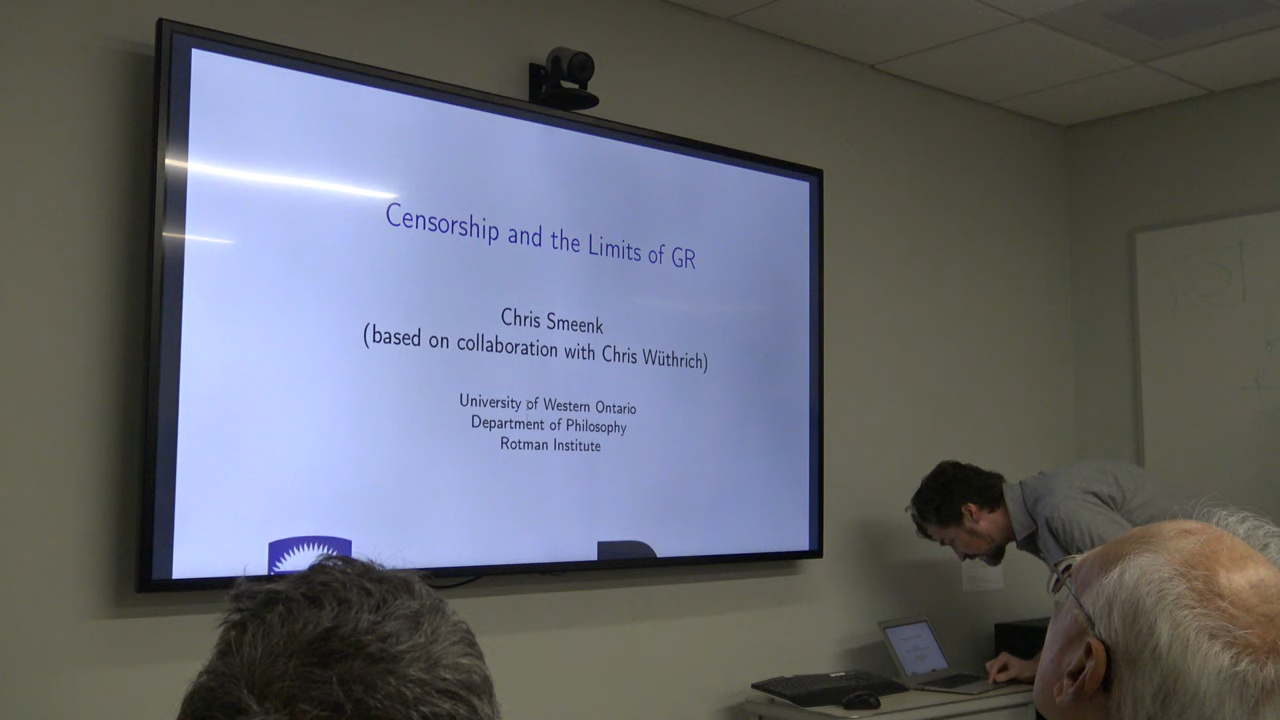 Censorship and the Limits of GR
Chris Smeenk
(based on collaboration with Chris Wüthrich)
University of Western Ontario
Department of Philosophy
Rotman Institute